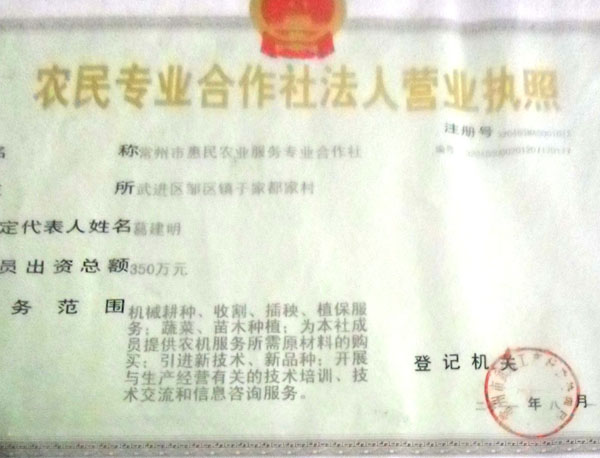 农民专业合作社法人营业执照
注册号
编号
称 常州市惠民农业服务专业合作社
所 武进区邹区镇于家都家村
定代表人姓名 葛建明
员出资总额 350万元
务范围 机械耕种、收割、插秧、植保服
务；蔬菜、苗木种植；为本社成
员提供农机服务所需原材料的购
买；引进新技术、新品种；开展
与生产经营有关的技术培训、技
术交流和信息咨询服务。
登记机关
年 八 月